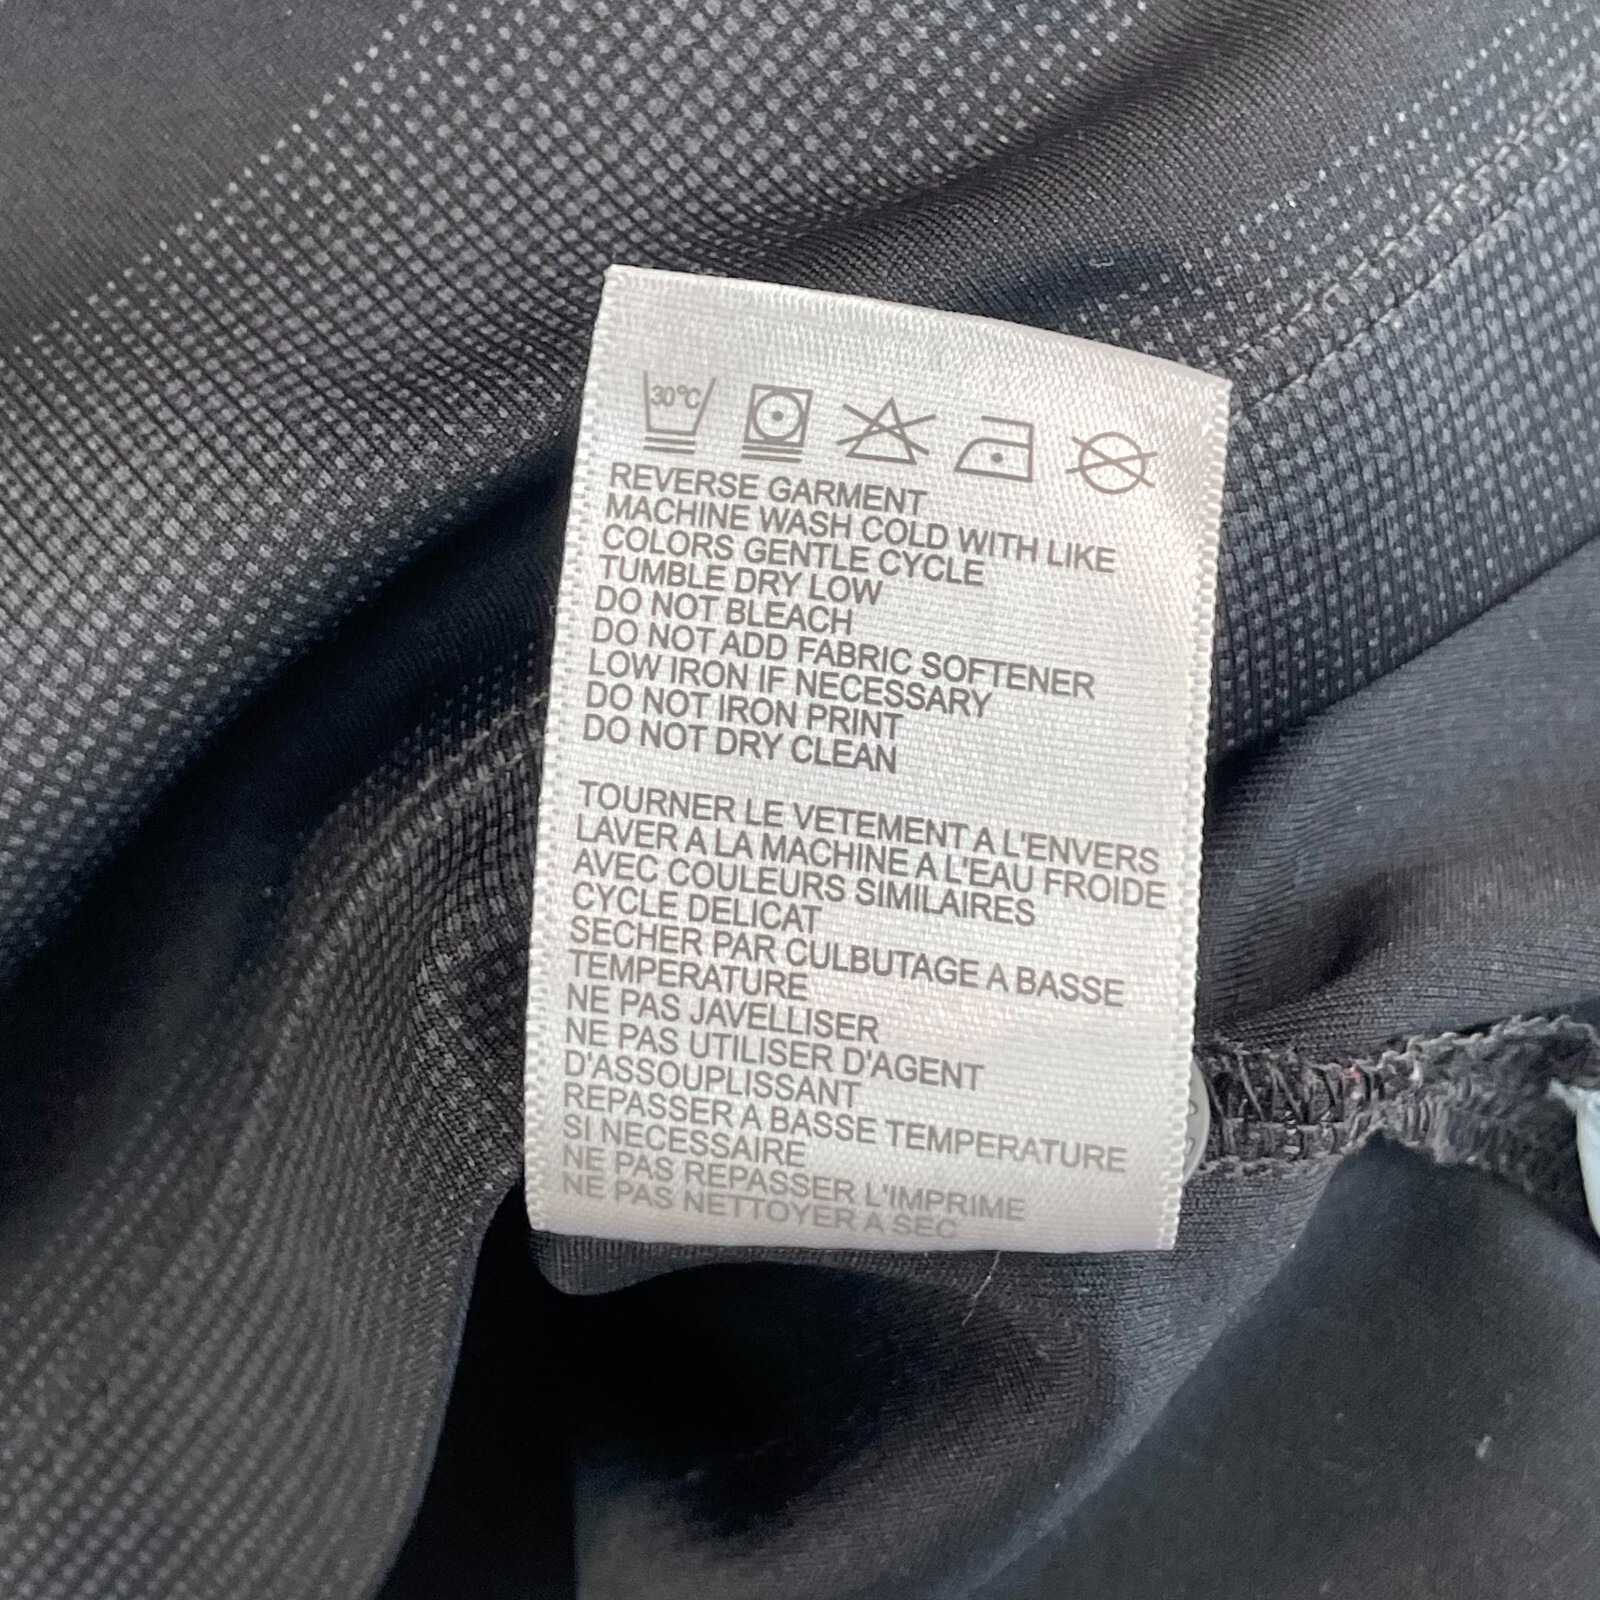 30°C
REVERSE GARMENT
MACHINE WASH COLD WITH LIKE
COLORS GENTLE CYCLE
TUMBLE DRY LOW
DO NOT BLEACH
DO NOT ADD FABRIC SOFTENER
LOW IRON IF NECESSARY
DO NOT IRON PRINT
DO NOT DRY CLEAN
TOURNER LE VETEMENT A L'ENVERS
LAVER A LA MACHINE A L'EAU FROIDE
AVEC COULEURS SIMILAIRES
CYCLE DELICAT
SECHER PAR CULBUTAGE A BASSE
TEMPERATURE
NE PAS JAVELLISER
NE PAS UTILISER D'AGENT
D'ASSOUPLISSANT
REPASSER A BASSE TEMPERATURE
SI NECESSAIRE
NE PAS REPASSER L'IMPRIME
NE PAS NETTOYER A SEC